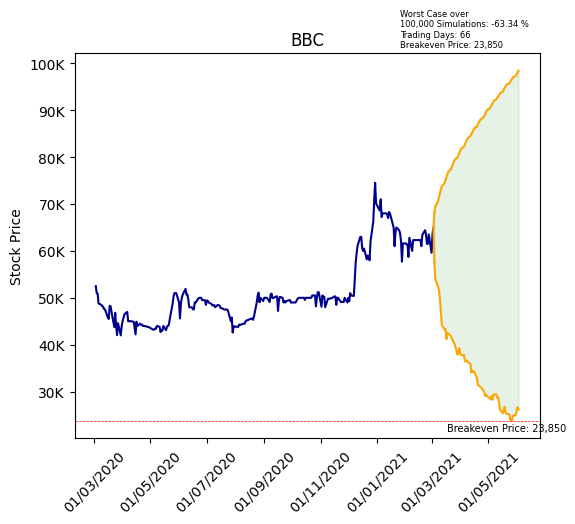 Worst Case over
100,000 Simulations: -63.34 %
Trading Days: 66
Breakeven Price: 23,850
BBC
Stock Price
100K
90K
80K
70K
60K
50K
40K
30K
Breakeven Price: 23,850
01/03/2020
01/05/2020
01/07/2020
01/09/2020
01/11/2020
01/01/2021
01/03/2021
01/05/2021